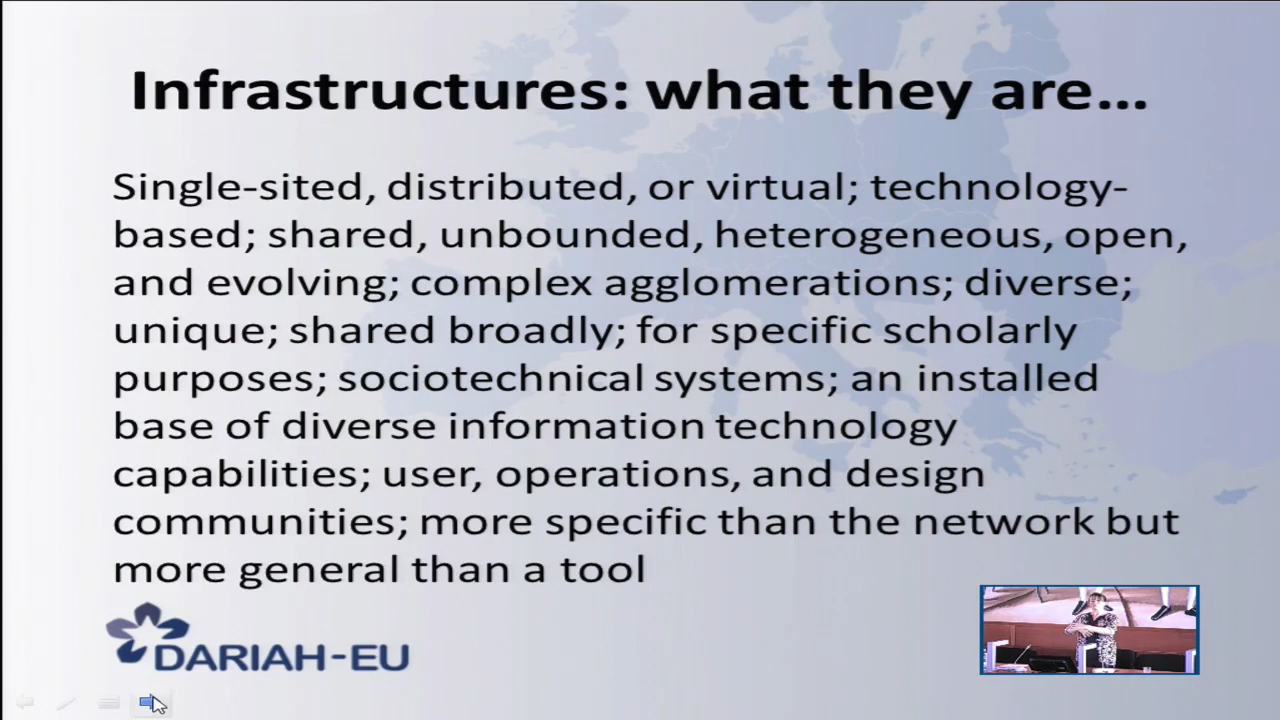 Infrastructures: what they are...
Single-sited, distributed, or virtual; technology-
based; shared, unbounded, heterogeneous, open,
and evolving; complex agglomerations; diverse;
unique; shared broadly; for specific scholarly
purposes; sociotechnical systems; an installed
base of diverse information technology
capabilities; user, operations, and design
communities; more specific than the network but
more general than a tool
DARIAH-EU